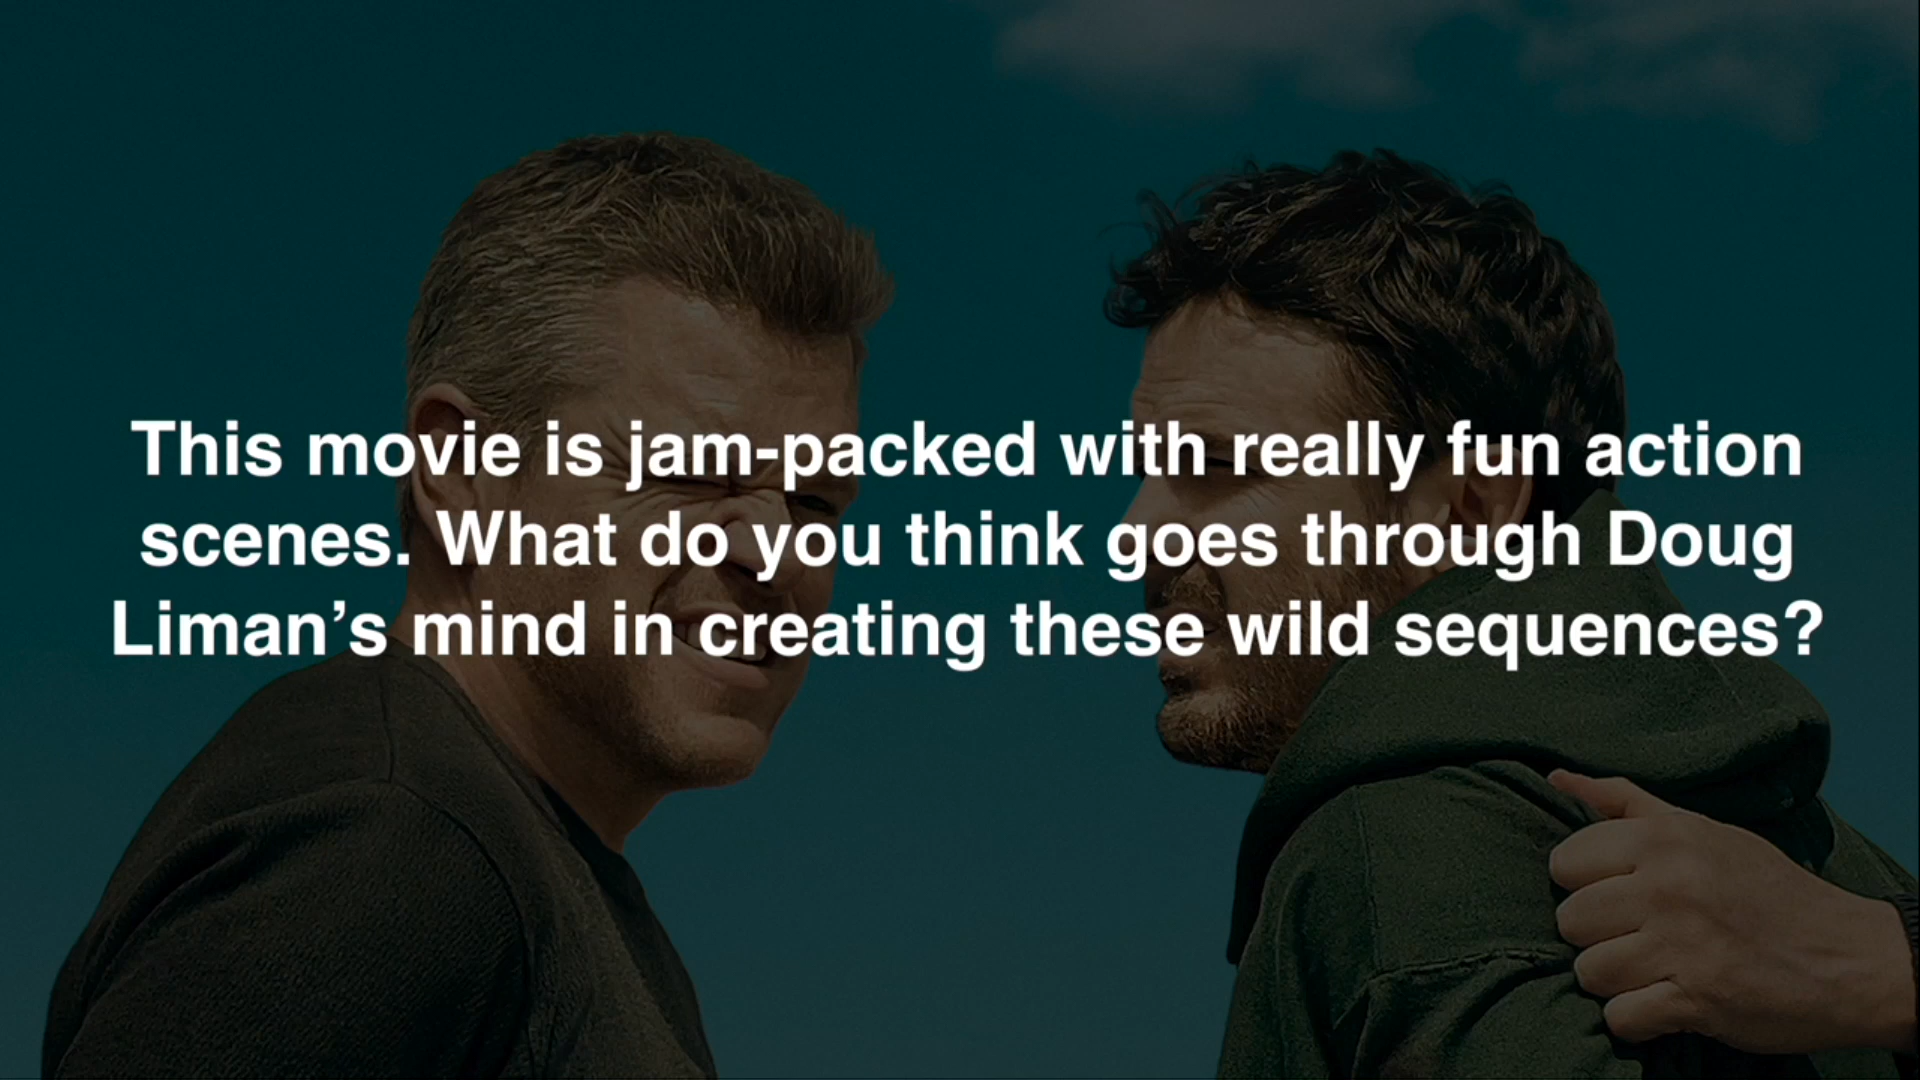 This movie is jam-packed with really fun action
scenes. What do you think goes through Doug
Liman’s mind in creating these wild sequences?